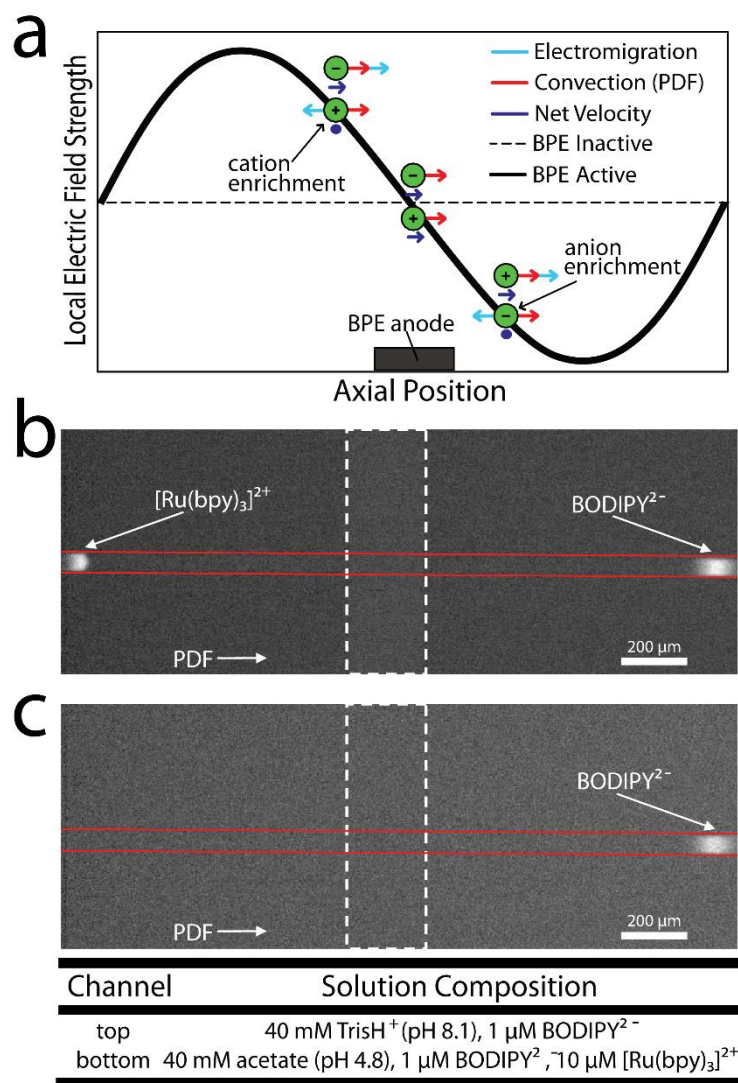 a
Local Electric Field Strength
Electromigration
Convection (PDF)
Net Velocity
BPE Inactive
BPE Active
cation
enrichment
anion
enrichment
BPE anode
Axial Position
b
[Ru(bpy)₃]²⁺
BODIPY²⁻
PDF
200 µm
c
BODIPY²⁻
PDF
200 µm
Channel Solution Composition
top 40 mM TrisH⁺ (pH 8.1), 1 µM BODIPY²⁻
bottom 40 mM acetate (pH 4.8), 1 µM BODIPY² ,⁻10 µM [Ru(bpy)₃]²⁺